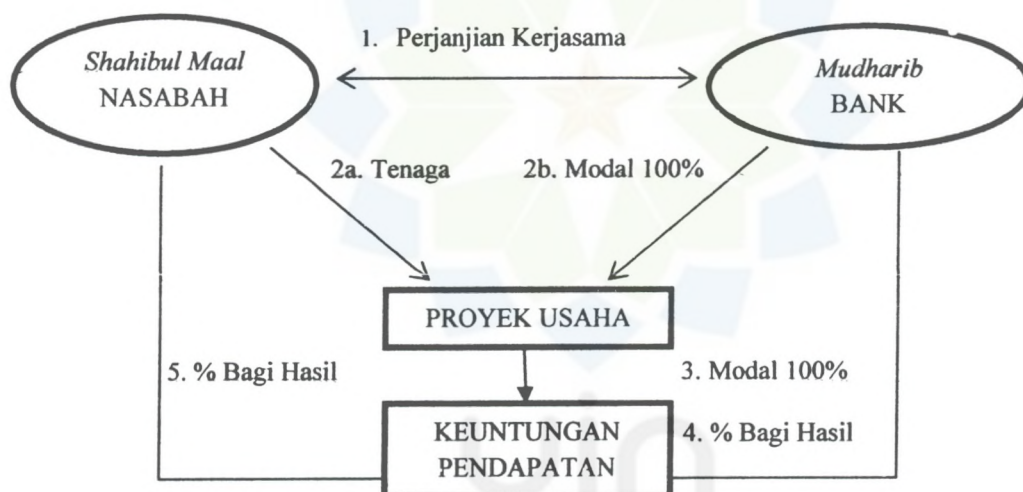 1. Perjanjian Kerjasama
Shahibul Maal
NASABAH
Mudharib
BANK
2a. Tenaga
2b. Modal 100%
PROYEK USAHA
5. % Bagi Hasil
3. Modal 100%
KEUNTUNGAN
PENDAPATAN
4. % Bagi Hasil
uin